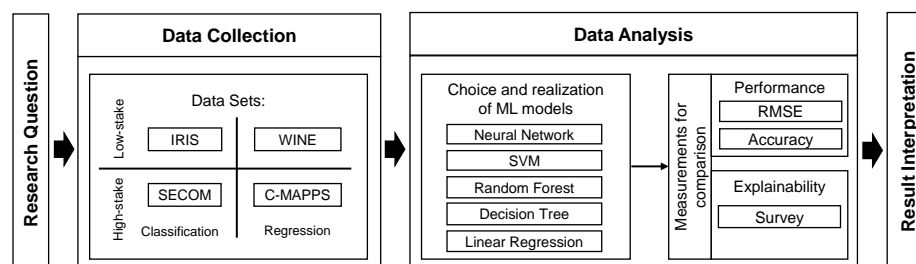 Research Question
Data Collection
Data Sets:
Low-stake
IRIS
WINE
High-stake
SECOM
C-MAPPS
Classification
Regression
Data Analysis
Choice and realization
of ML models
Neural Network
SVM
Random Forest
Decision Tree
Linear Regression
Measurements for
comparison
Performance
RMSE
Accuracy
Explainability
Survey
Result Interpretation